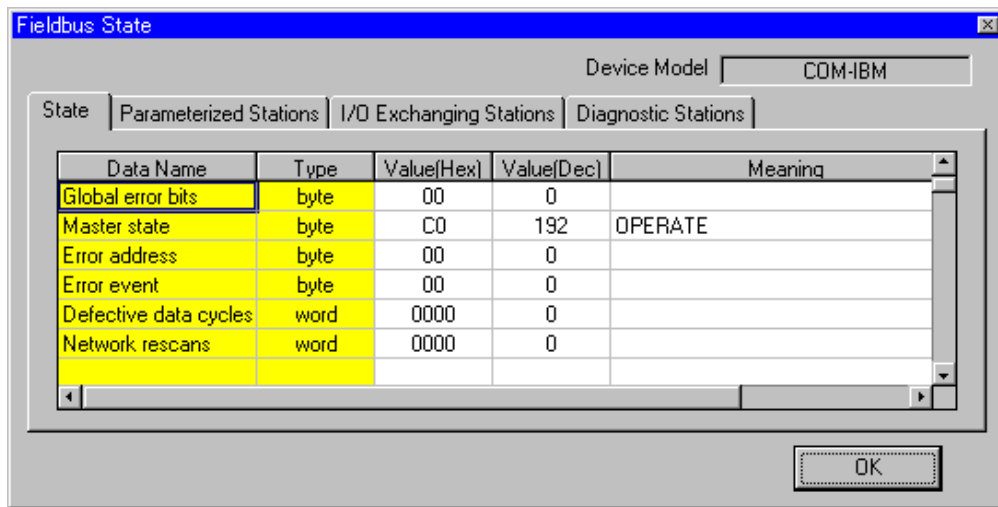 Fieldbus State
Device Model COM-IBM
State Parameterized Stations I/O Exchanging Stations Diagnostic Stations
Data Name Type Value(Hex) Value(Dec) Meaning
Global error bits byte 00 0
Master state byte C0 192 OPERATE
Error address byte 00 0
Error event byte 00 0
Defective data cycles word 0000 0
Network rescans word 0000 0
OK